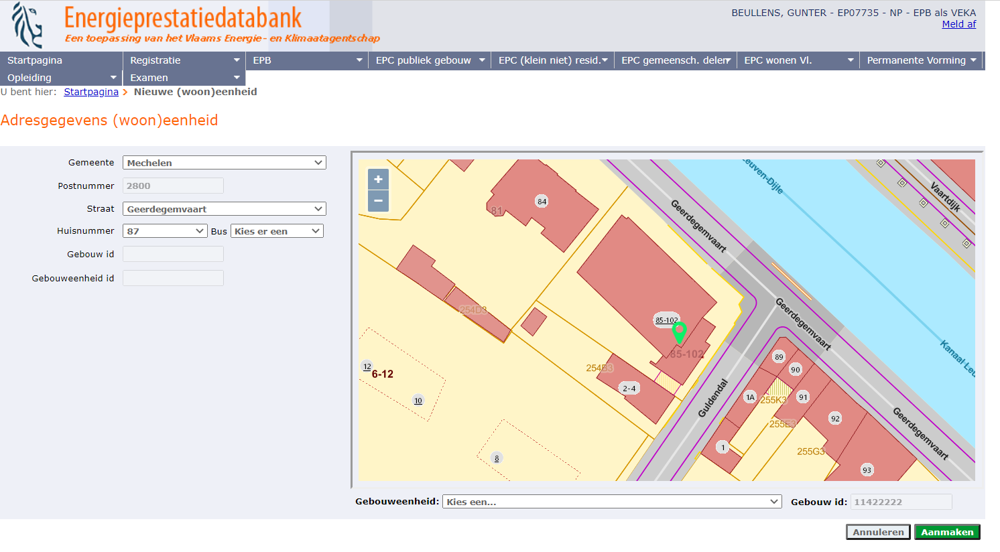 Energieprestatiedatabank
Een toepassing van het Vlaams Energie- en Klimaatagentschap
BEULLENS, GUNTER - EP07735 - NP - EPB als VEKA
Meld af
Startpagina Registratie EPB EPC publiek gebouw EPC (klein niet) resid. EPC gemeensch. delen EPC wonen Vl. Permanente Vorming
Opleiding Examen
U bent hier: Startpagina > Nieuwe (woon)eenheid
Adresgegevens (woon)eenheid
Gemeente Mechelen
Postnummer 2800
Straat Geerdegemvaart
Huisnummer 87 Bus Kies er een
Gebouw id
Gebouweenheid id
+
−
84
81
Leuven-Dijle
Vaartdijk
Geerdegemvaart
254D3
85-102
85-102
Geerdegemvaart
Kanaal Leu
12
6-12
10
254B3
2-4
8
Guldendal
89
90
1A
255K3
91
255E3
92
1
255G3
93
Geerdegemvaart
Gebouweenheid: Kies een... Gebouw id: 11422222
Annuleren Aanmaken